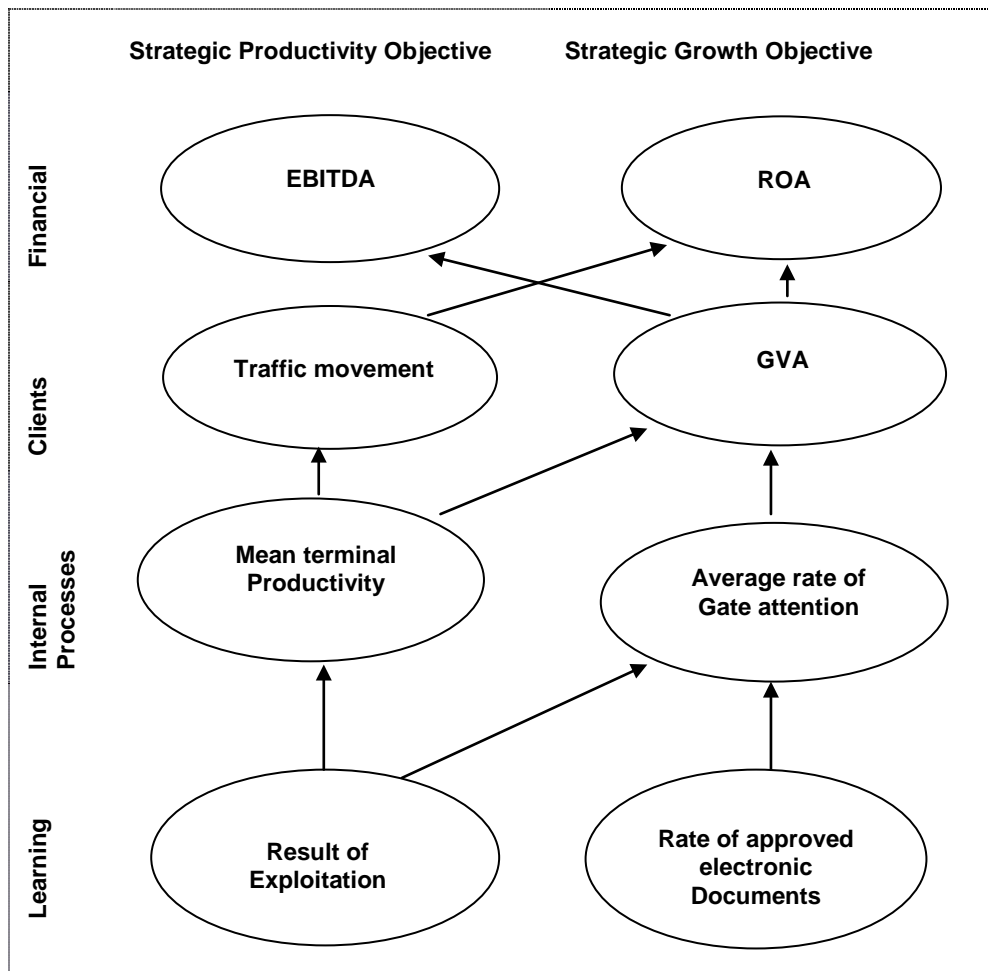 Strategic Productivity Objective
Strategic Growth Objective
Financial
EBITDA
ROA
Clients
Traffic movement
GVA
Internal
Processes
Mean terminal
Productivity
Average rate of
Gate attention
Learning
Result of
Exploitation
Rate of approved
electronic
Documents